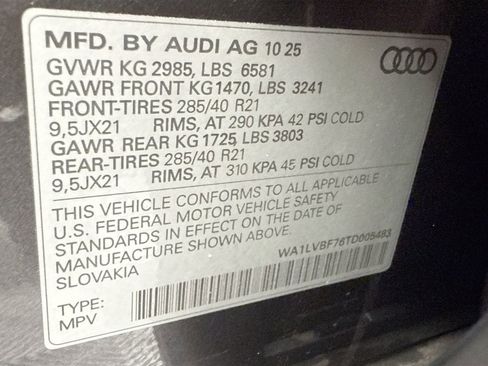 MFD. BY AUDI AG 10 25
GVWR KG 2985, LBS 6581
GAWR FRONT KG1470, LBS 3241
FRONT-TIRES 285/40 R21
9,5JX21 RIMS, AT 290 KPA 42 PSI COLD
GAWR REAR KG 1725, LBS 3803
REAR-TIRES 285/40 R21
9,5JX21 RIMS, AT 310 KPA 45 PSI COLD
THIS VEHICLE CONFORMS TO ALL APPLICABLE
U.S. FEDERAL MOTOR VEHICLE SAFETY
STANDARDS IN EFFECT ON THE DATE OF
MANUFACTURE SHOWN ABOVE.
SLOVAKIA WA1LVBF76TD005483
TYPE:
MPV